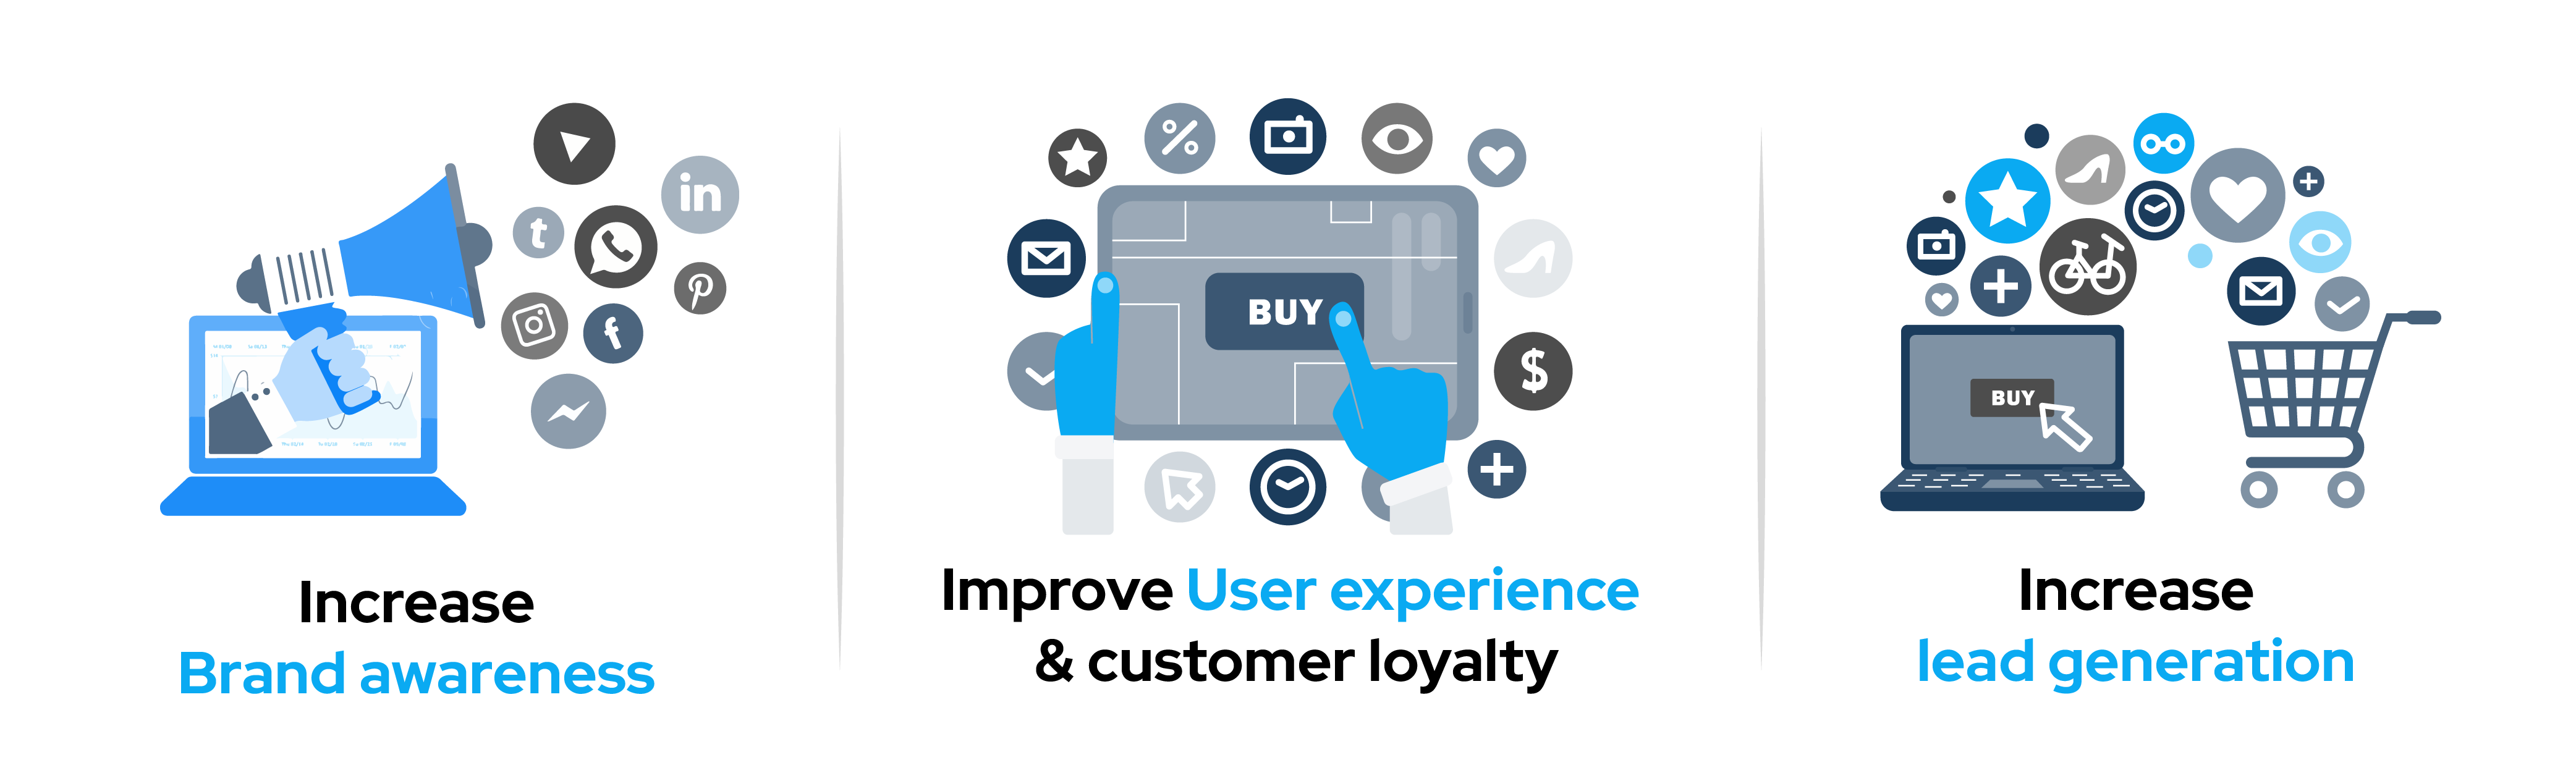 BUY
BUY
Increase
Brand awareness
Improve User experience
& customer loyalty
Increase
lead generation